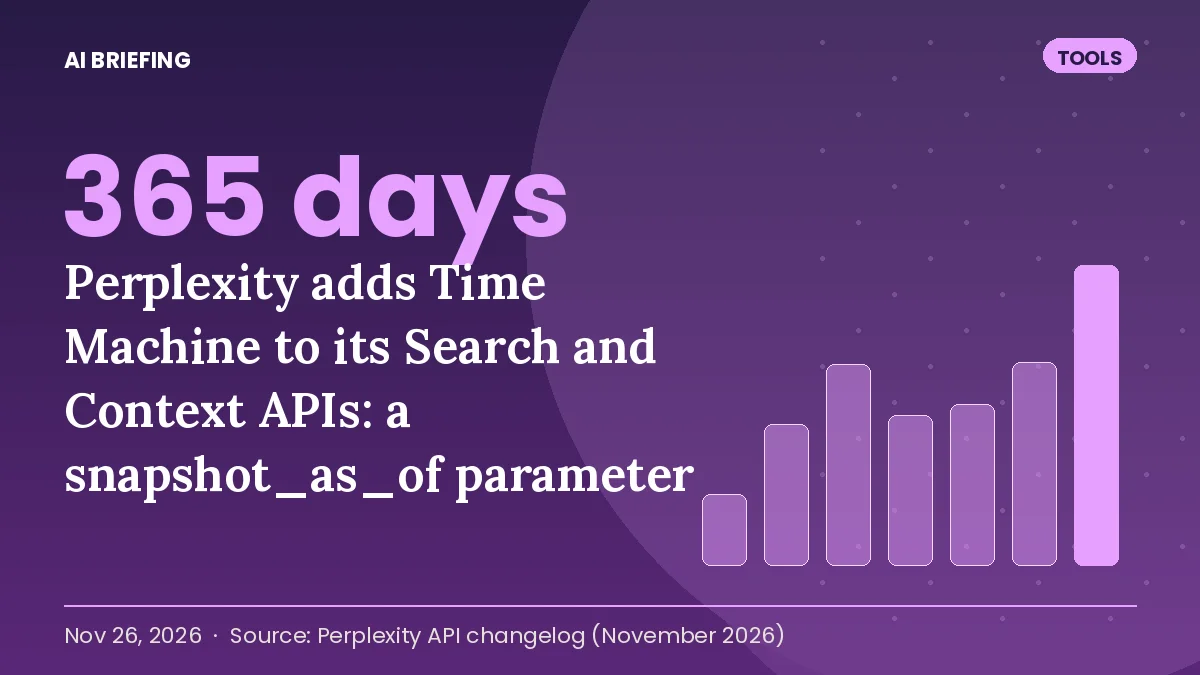 AI BRIEFING
TOOLS
365 days
Perplexity adds Time
Machine to its Search and
Context APIs: a
snapshot_as_of parameter
Nov 26, 2026 · Source: Perplexity API changelog (November 2026)